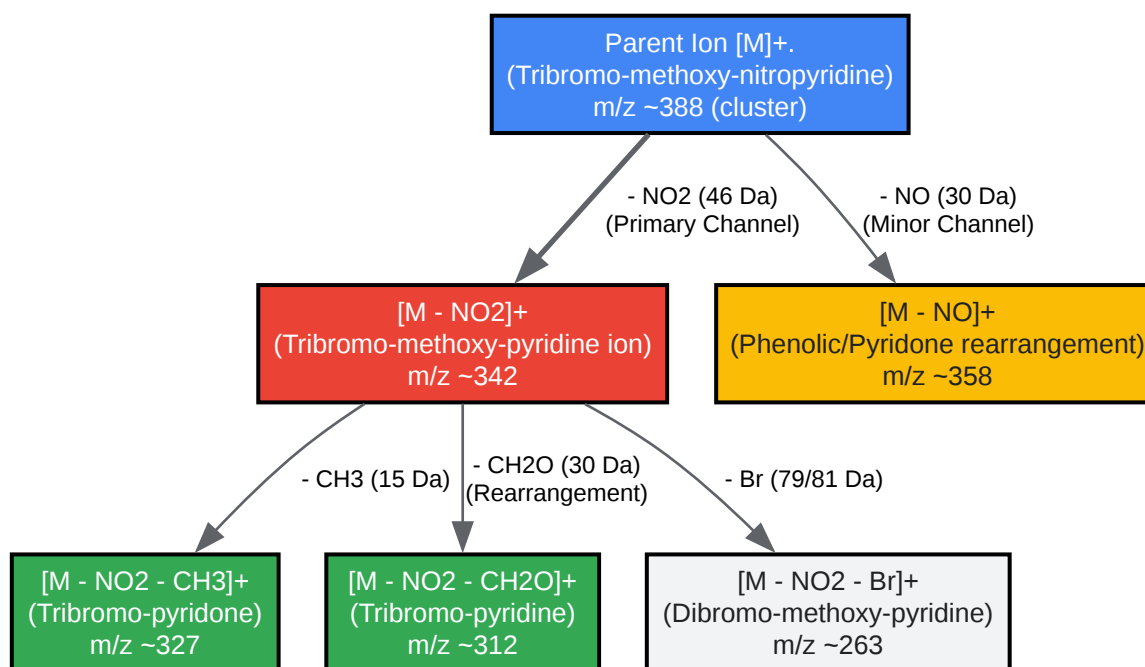 Parent Ion [M]+.
(Tribromo-methoxy-nitropyridine)
m/z ~388 (cluster)
- NO2 (46 Da)
(Primary Channel)
- NO (30 Da)
(Minor Channel)
[M - NO2]+
(Tribromo-methoxy-pyridine ion)
m/z ~342
[M - NO]+
(Phenolic/Pyridone rearrangement)
m/z ~358
- CH3 (15 Da)
- CH2O (30 Da)
(Rearrangement)
- Br (79/81 Da)
[M - NO2 - CH3]+
(Tribromo-pyridone)
m/z ~327
[M - NO2 - CH2O]+
(Tribromo-pyridine)
m/z ~312
[M - NO2 - Br]+
(Dibromo-methoxy-pyridine)
m/z ~263